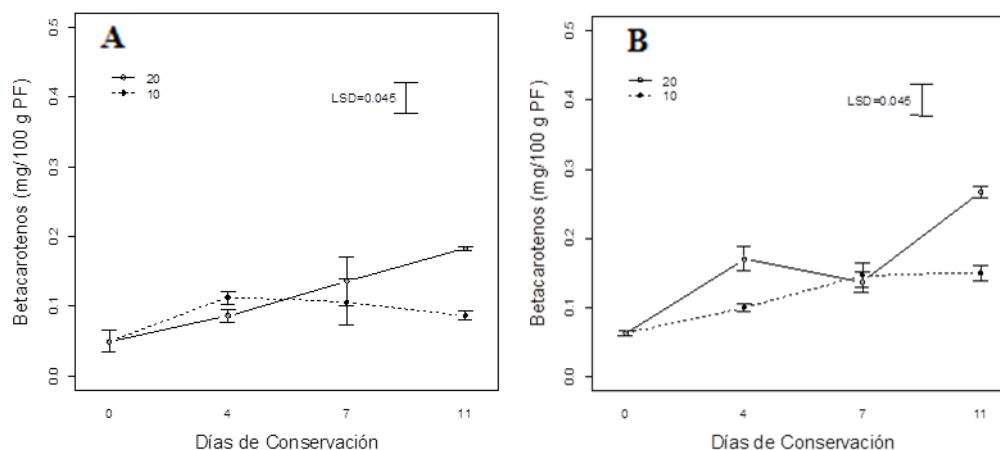 A
20
10
LSD=0.045
Betacarotenos (mg/100 g PF)
0.5
0.4
0.3
0.2
0.1
0.0
0 4 7 11
Días de Conservación
B
20
10
LSD=0.045
Betacarotenos (mg/100 g PF)
0.5
0.4
0.3
0.2
0.1
0.0
0 4 7 11
Días de Conservación